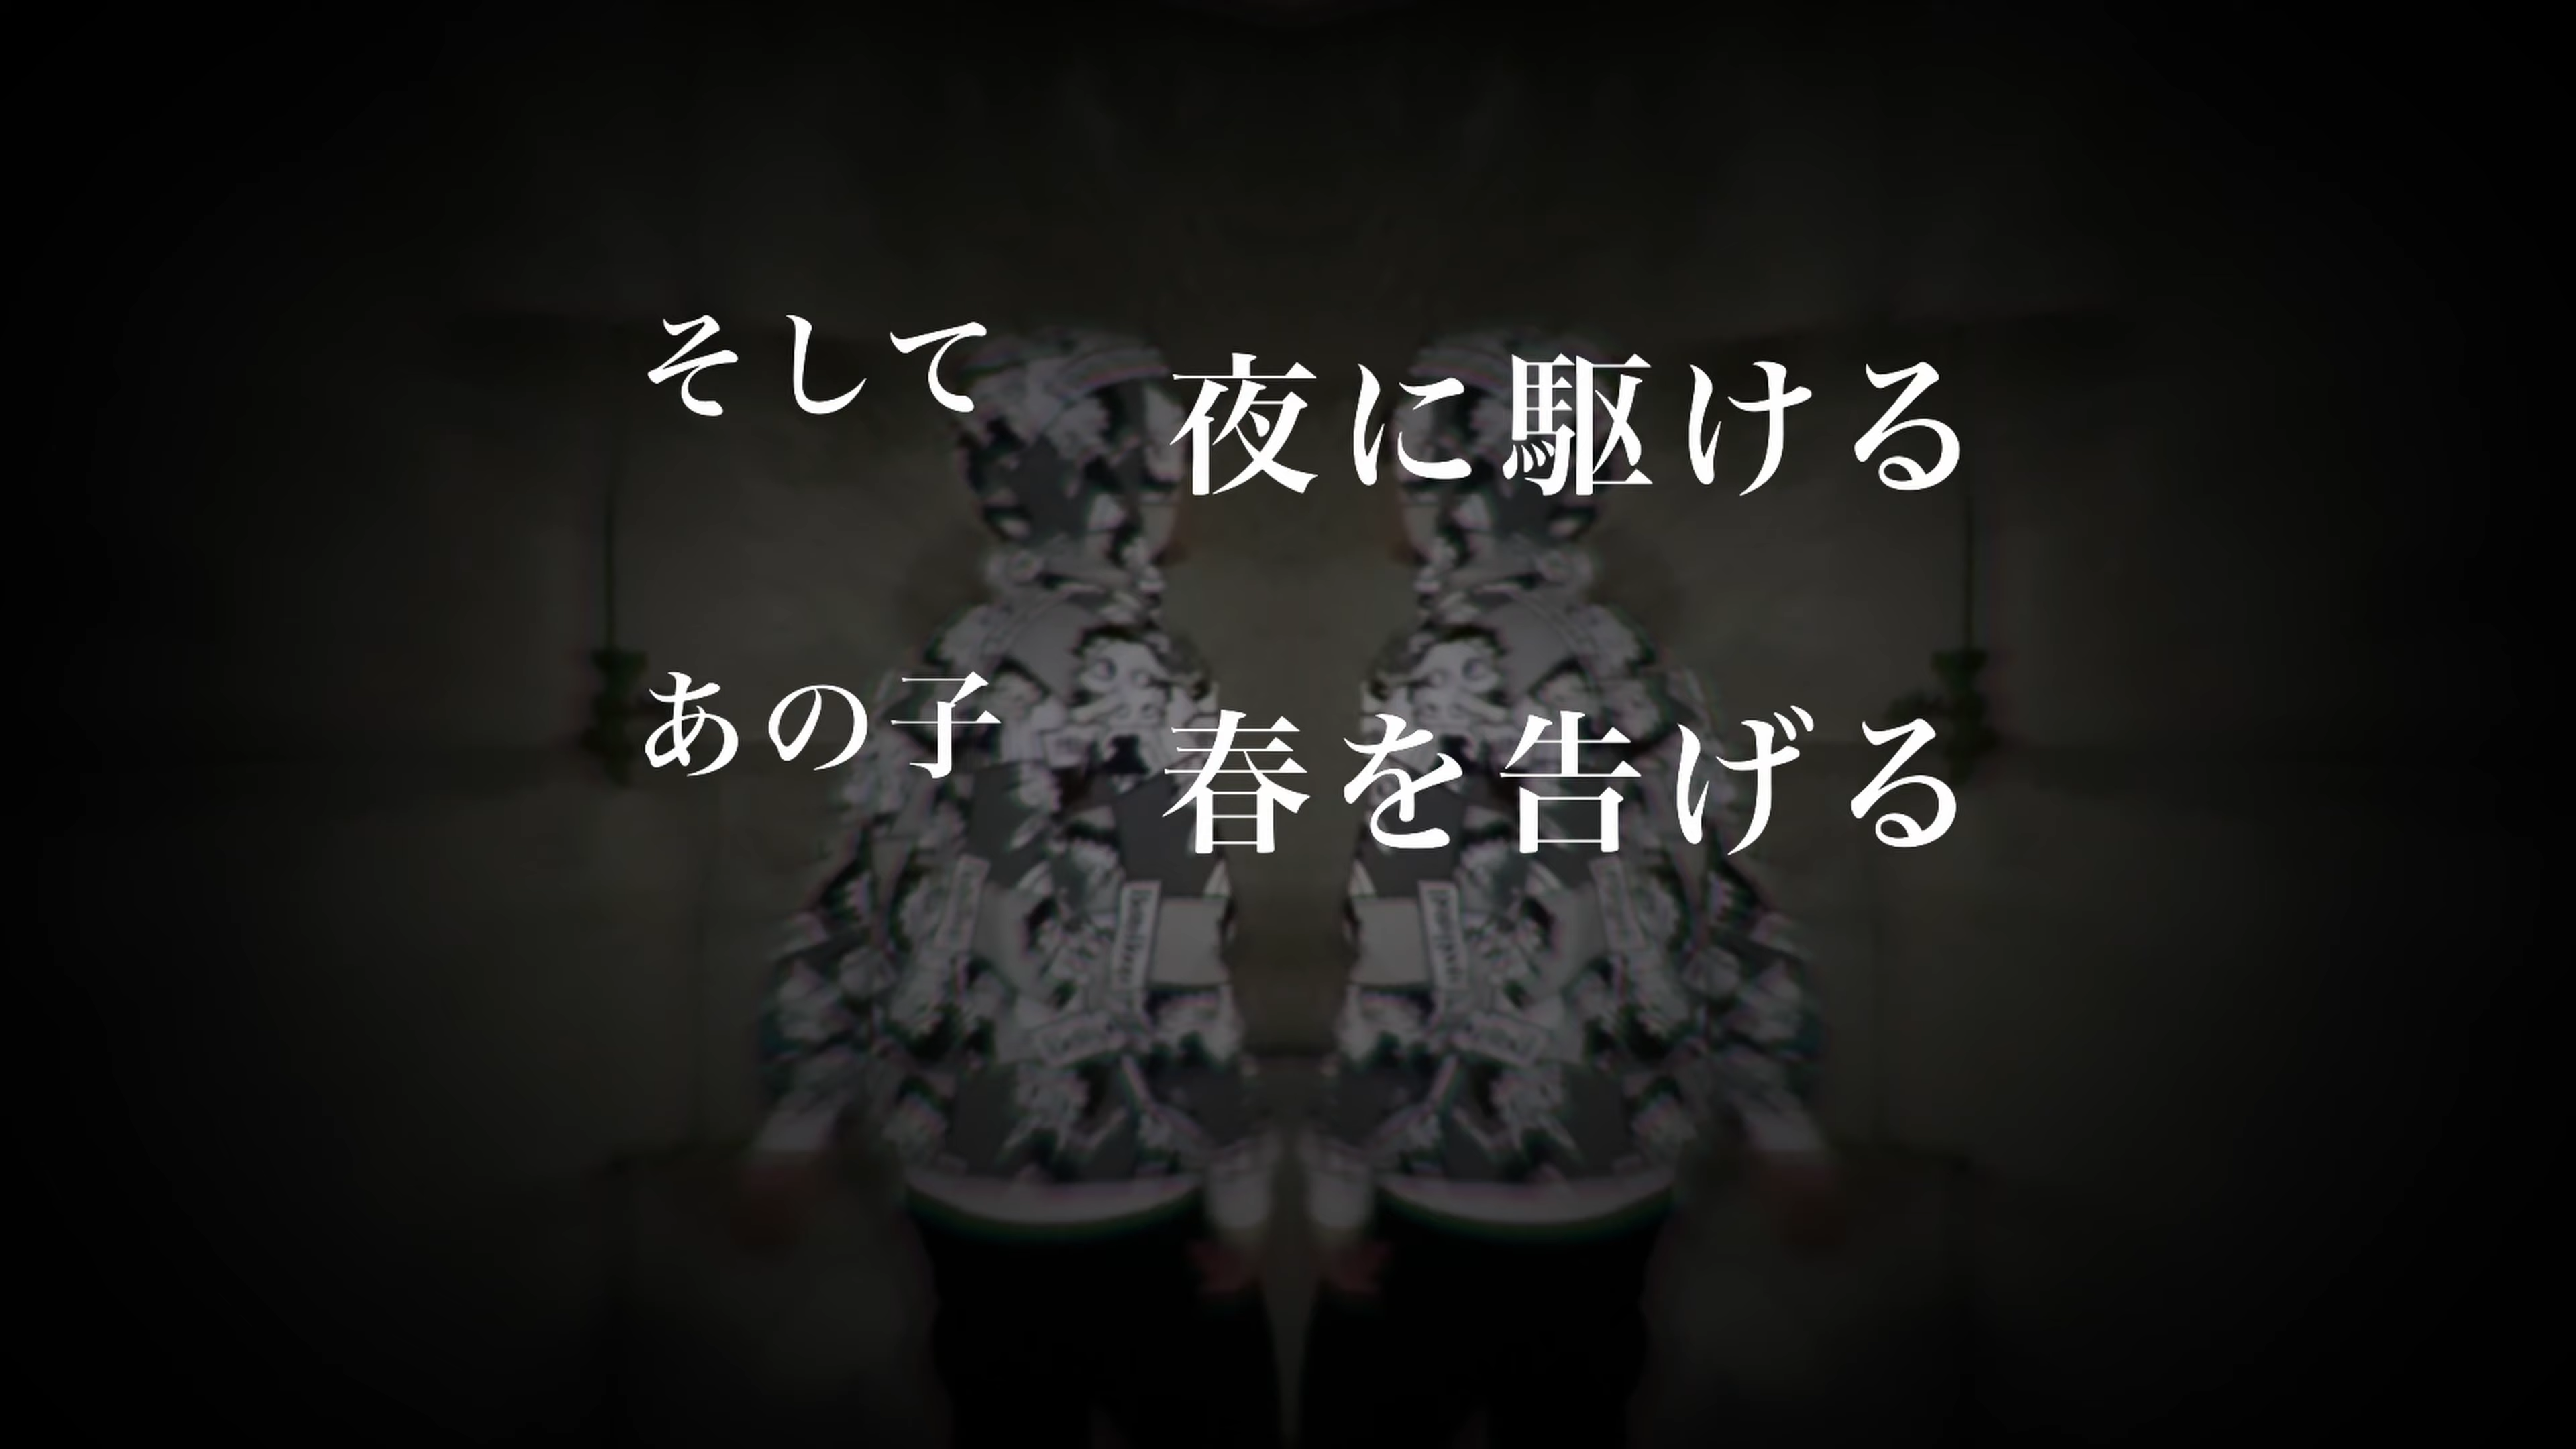 そして 夜に駆ける
あの子 春を告げる